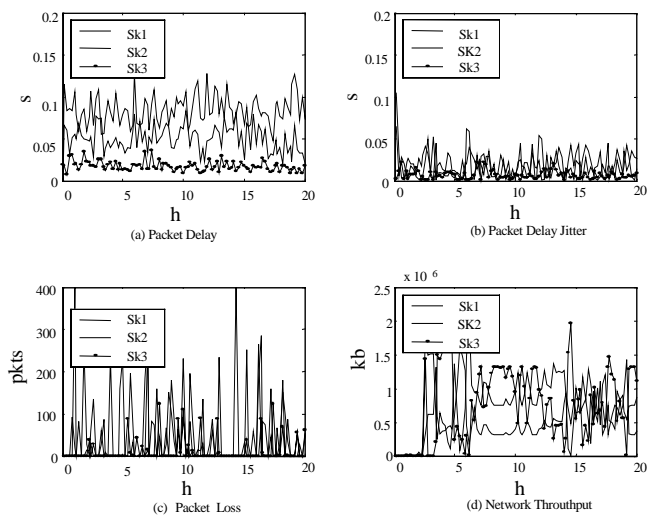 0.2
0.15
0.1
0.05
0
s
Sk1
Sk2
Sk3
0 5 10 15 20
h
(a) Packet Delay
0.2
0.15
0.1
0.05
0
s
Sk1
SK2
Sk3
0 5 10 15 20
h
(b) Packet Delay Jitter
400
300
200
100
0
pkts
Sk1
Sk2
Sk3
0 5 10 15 20
h
(c) Packet Loss
x 10 6
2.5
2
1.5
1
0.5
0
kb
Sk1
SK2
Sk3
0 5 10 15 20
h
(d) Network Throuthput